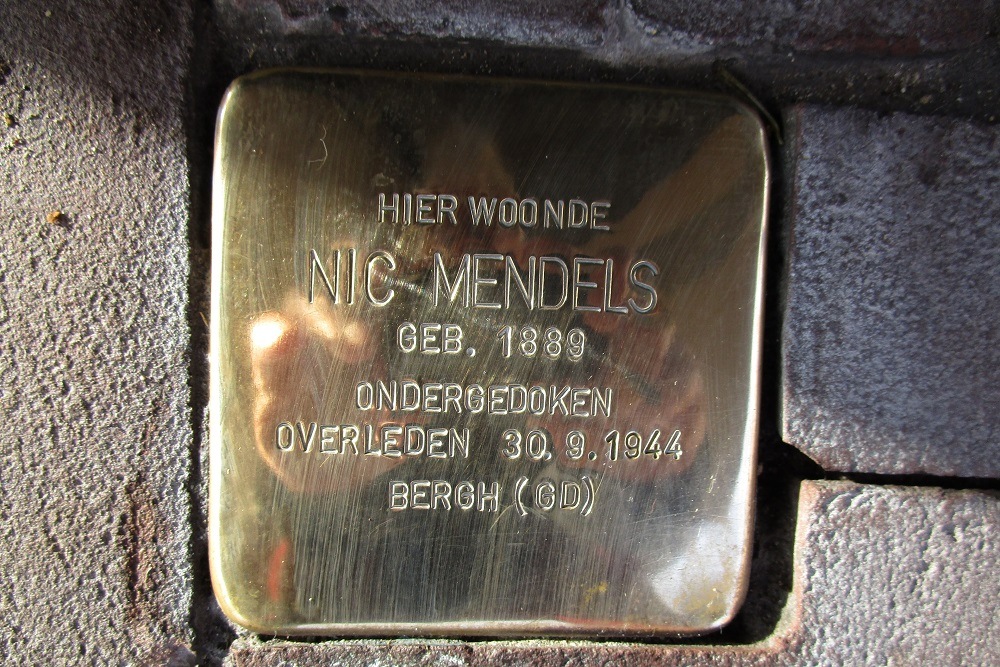 HIER WOONDE
NIC MENDELS
GEB. 1889
ONDERGEDOKEN
OVERLEDEN 30.9.1944
BERGH (GD)